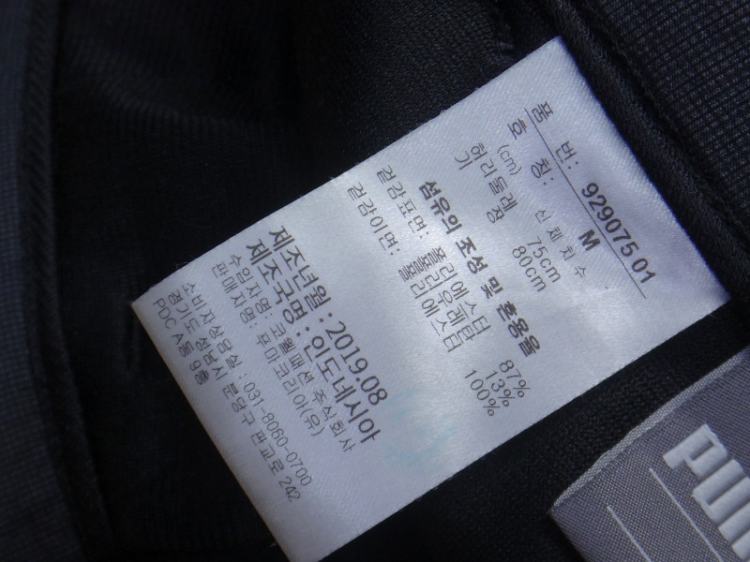 품 번: 929075 01
호 칭: M
(cm) 신체치수
허리둘레 75cm
기 장 80cm
섬유의 조성 및 혼용율
겉감표면: 폴리에스터 87%
폴리우레탄 13%
겉감이면: 폴리에스터 100%
제조년월 : 2019.08
제조국명 : 인도네시아
수입자명: 코웰패션 주식회사
판매자명: 푸마코리아(유)
소비자상담실 : 031-8060-0700
경기도 성남시 분당구 판교로 242
PDC A동 9층
PUM